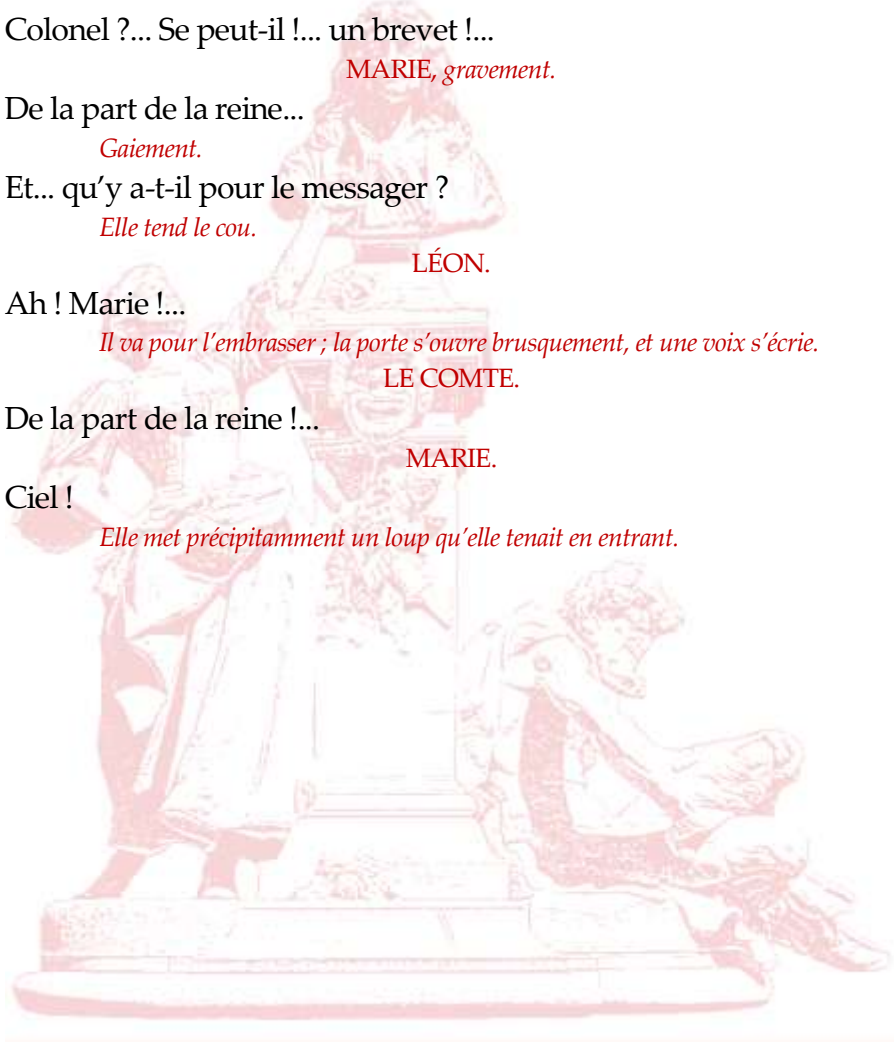 Colonel ?... Se peut-il !... un brevet !...
MARIE, gravement.
De la part de la reine...
Gaiement.
Et... qu’y a-t-il pour le messager ?
Elle tend le cou.
LÉON.
Ah ! Marie !...
Il va pour l’embrasser ; la porte s’ouvre brusquement, et une voix s’écrie.
LE COMTE.
De la part de la reine !...
MARIE.
Ciel !
Elle met précipitamment un loup qu’elle tenait en entrant.